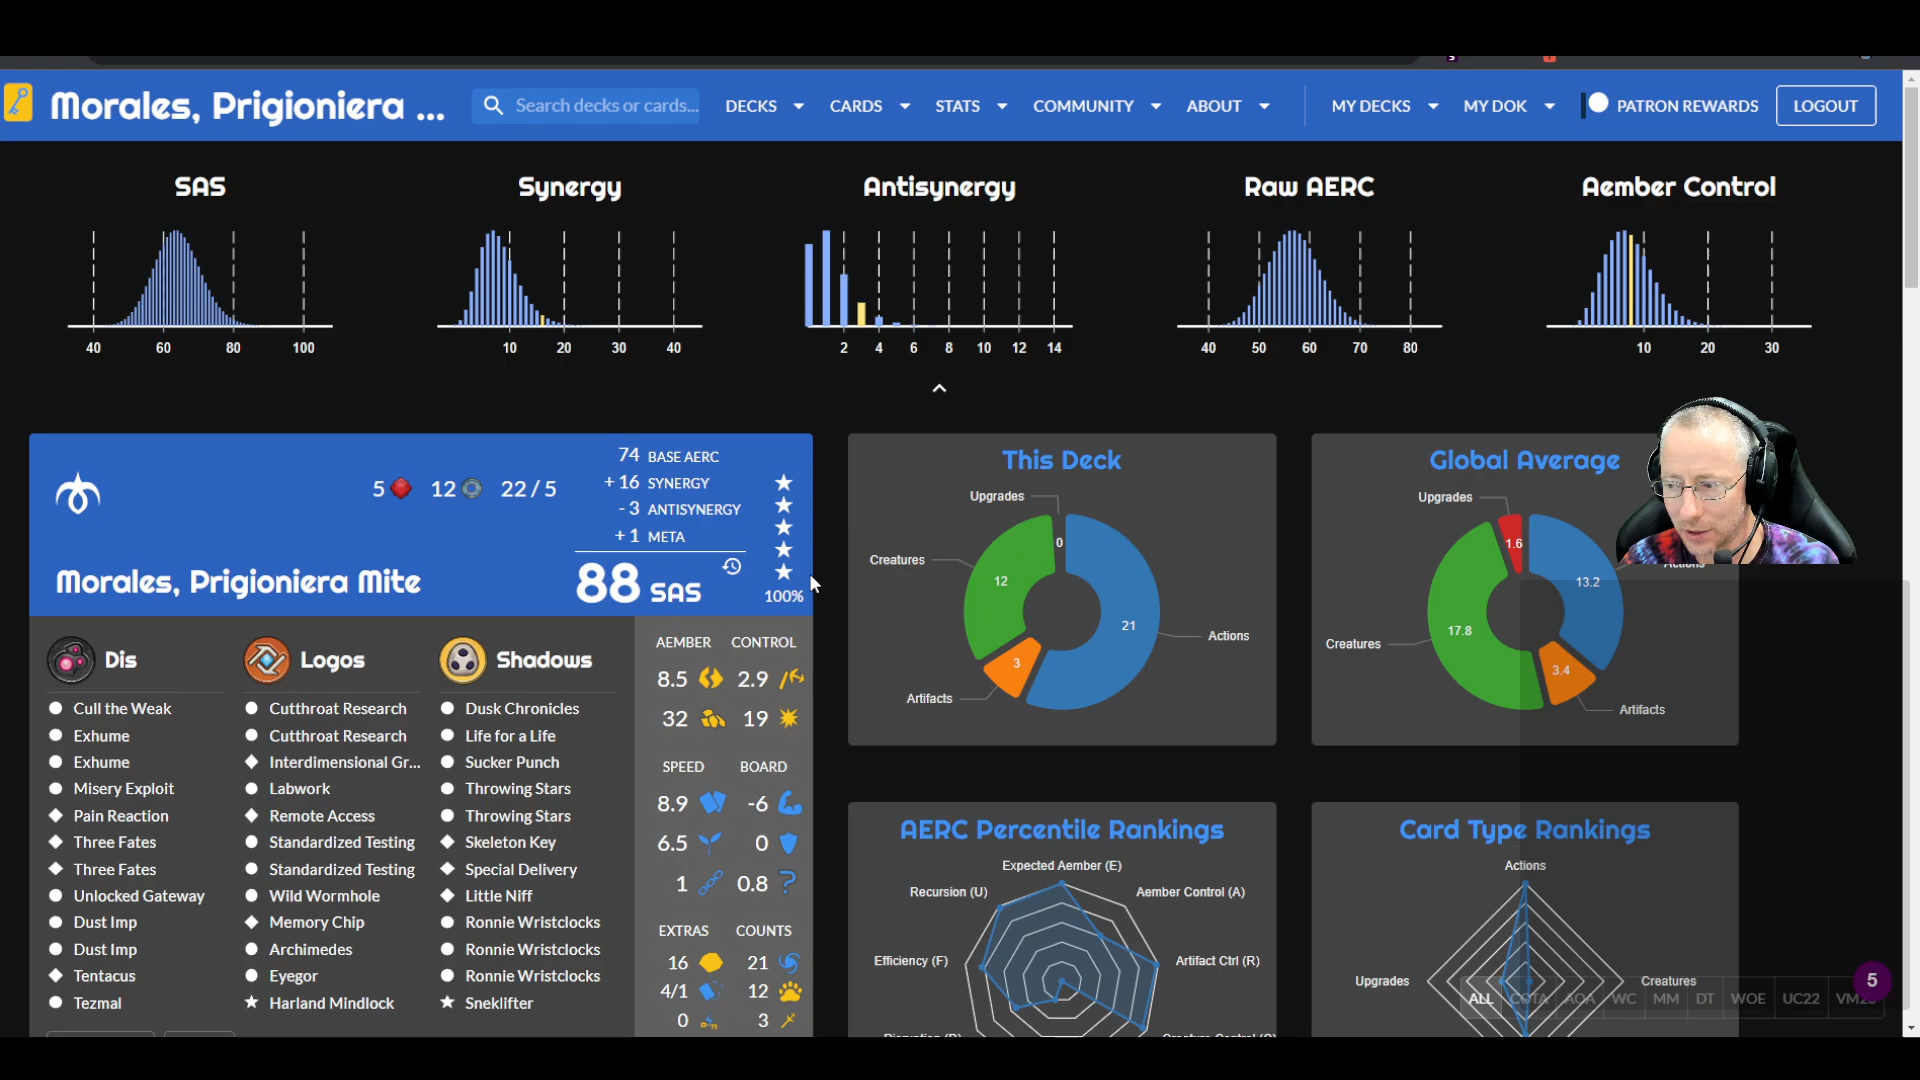 Morales, Prigioniera ...
Search decks or cards...
DECKS
CARDS
STATS
COMMUNITY
ABOUT
MY DECKS
MY DOK
PATRON REWARDS
LOGOUT
SAS
Synergy
Antisynergy
Raw AERC
Aember Control
40 60 80 100
10 20 30 40
2 4 6 8 10 12 14
40 50 60 70 80
10 20 30
5 12 22 / 5
74 BASE AERC
+ 16 SYNERGY
- 3 ANTISYNERGY
+ 1 META
88 SAS
100%
Morales, Prigioniera Mite
Dis
Cull the Weak
Exhume
Exhume
Misery Exploit
Pain Reaction
Three Fates
Three Fates
Unlocked Gateway
Dust Imp
Dust Imp
Tentacus
Tezmal
Logos
Cutthroat Research
Cutthroat Research
Interdimensional Gr...
Labwork
Remote Access
Standardized Testing
Standardized Testing
Wild Wormhole
Memory Chip
Archimedes
Eyegor
Harland Mindlock
Shadows
Dusk Chronicles
Life for a Life
Sucker Punch
Throwing Stars
Throwing Stars
Skeleton Key
Special Delivery
Little Niff
Ronnie Wristclocks
Ronnie Wristclocks
Ronnie Wristclocks
Sneklifter
AEMBER CONTROL
8.5 2.9
32 19
SPEED BOARD
8.9 -6
6.5 0
1 0.8
EXTRAS COUNTS
16 21
4/1 12
0 3
This Deck
Upgrades
0
Creatures
12
21
Actions
3
Artifacts
Global Average
Upgrades
1.6
13.2
Actions
Creatures
17.8
3.4
Artifacts
AERC Percentile Rankings
Expected Aember (E)
Recursion (U)
Aember Control (A)
Efficiency (F)
Artifact Ctrl (R)
Card Type Rankings
Actions
Upgrades
Creatures
5
ALL COTA AOA WC MM DT WOE UC22